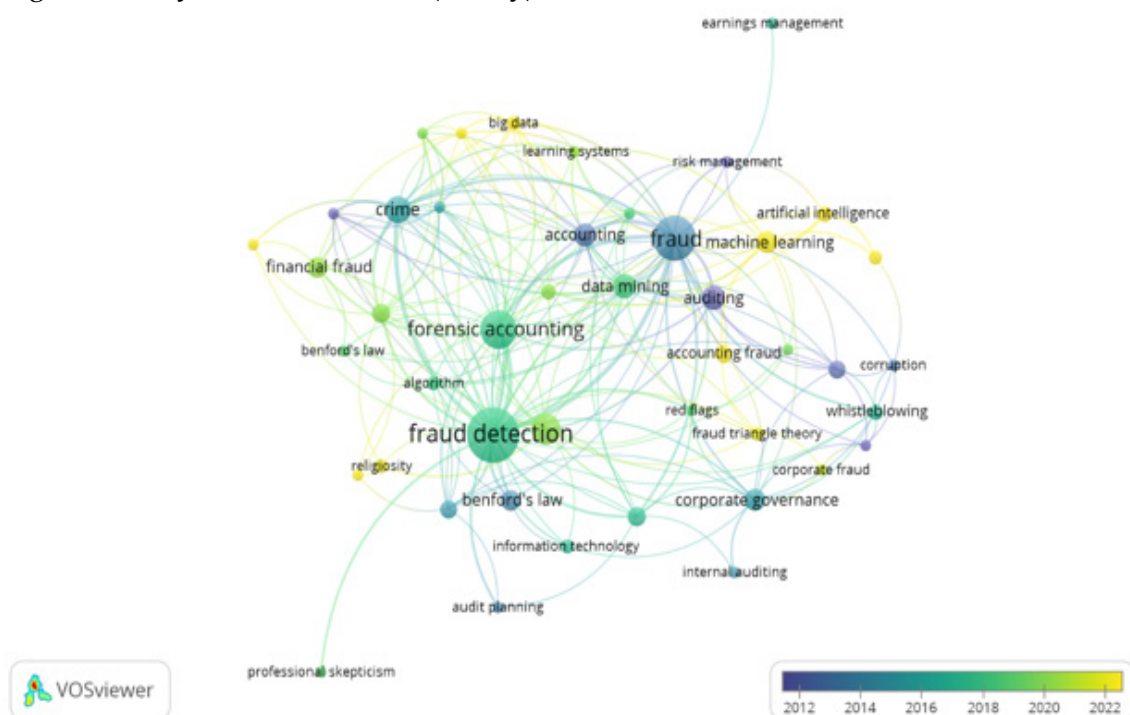 earnings management
big data
learning systems
risk management
crime
artificial intelligence
accounting
fraud
machine learning
financial fraud
data mining
auditing
forensic accounting
benford's law
accounting fraud
corruption
algorithm
red flags
whistleblowing
fraud detection
fraud triangle theory
religiosity
corporate fraud
benford's law
corporate governance
information technology
internal auditing
audit planning
professional skepticism
VOSviewer
2012 2014 2016 2018 2020 2022